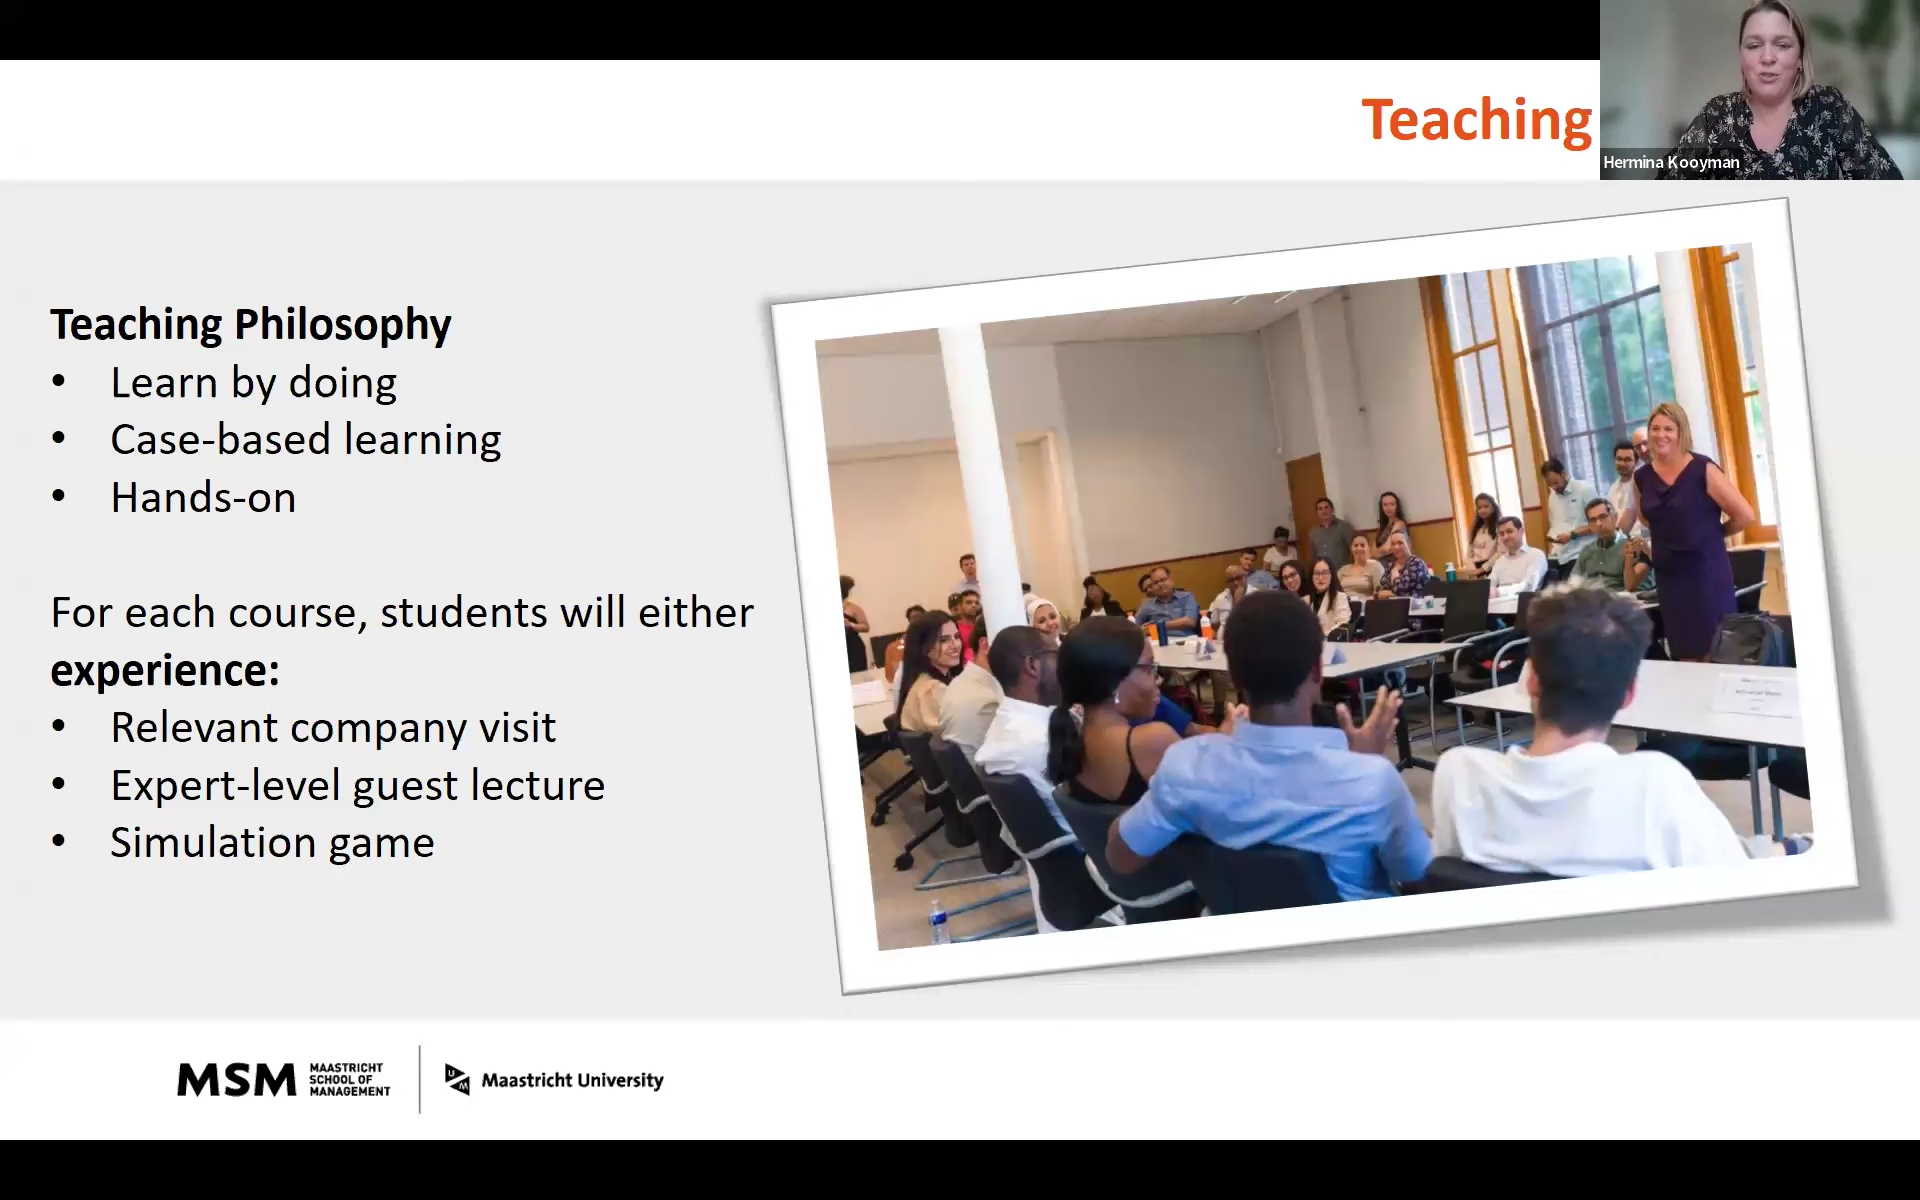 Teaching
Hermina Kooyman
Teaching Philosophy
• Learn by doing
• Case-based learning
• Hands-on
For each course, students will either
experience:
• Relevant company visit
• Expert-level guest lecture
• Simulation game
MSM MAASTRICHT
SCHOOL OF
MANAGEMENT
UM Maastricht University